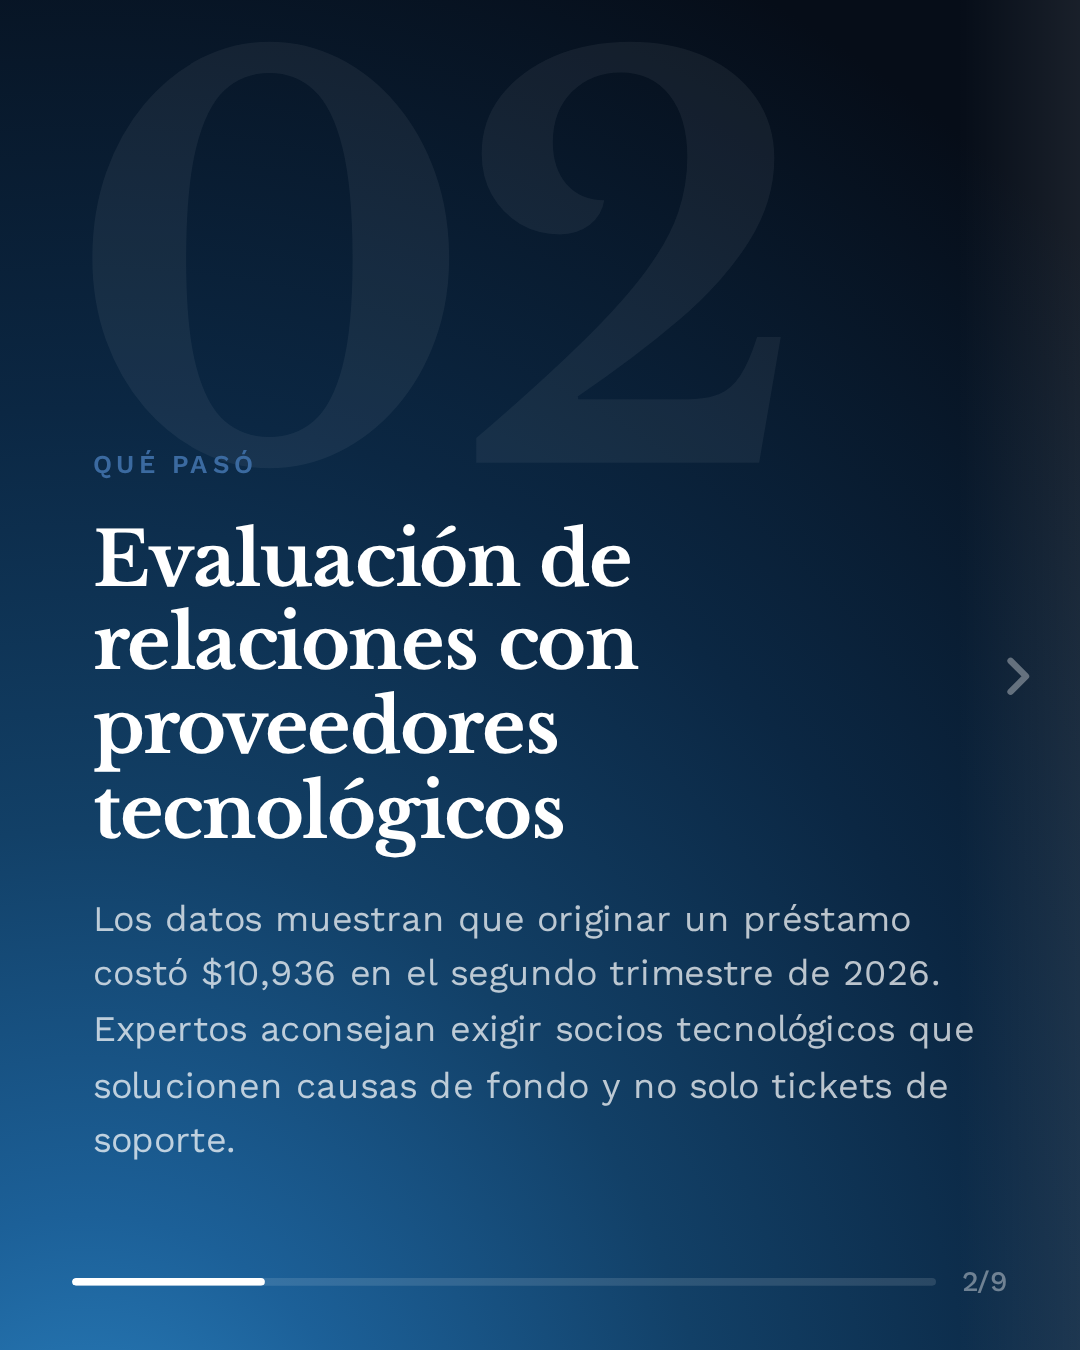 02
QUÉ PASÓ
Evaluación de
relaciones con
proveedores
tecnológicos
Los datos muestran que originar un préstamo
costó $10,936 en el segundo trimestre de 2026.
Expertos aconsejan exigir socios tecnológicos que
solucionen causas de fondo y no solo tickets de
soporte.
2/9